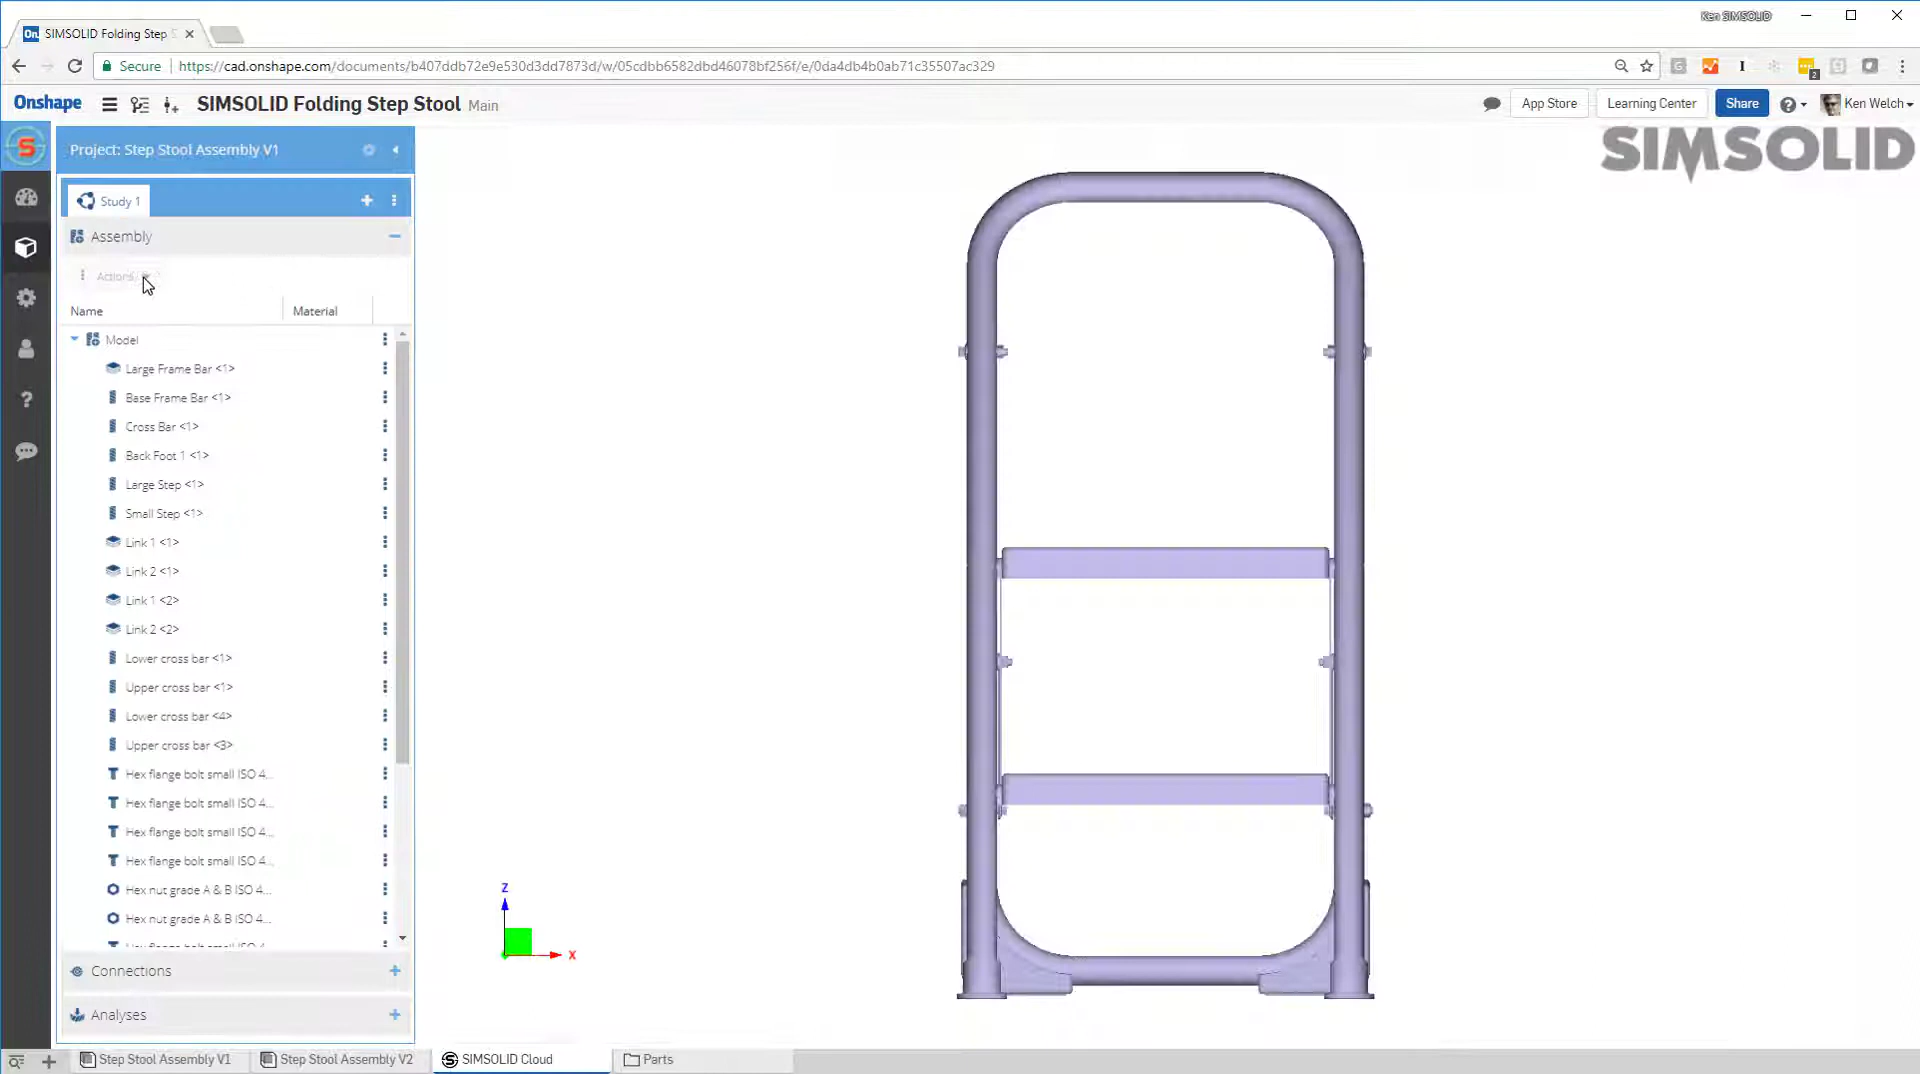 Ken SIMSOLID
On. SIMSOLID Folding Step S
Secure https://cad.onshape.com/documents/b407ddb72e9e530d3dd7873d/w/05cdbb6582dbd46078bf256f/e/0da4db4b0ab71c35507ac329
2
Onshape SIMSOLID Folding Step Stool Main App Store Learning Center Share Ken Welch
SIMSOLID
Project: Step Stool Assembly V1
Study 1
Assembly
Actions
Name Material
Model
Large Frame Bar <1>
Base Frame Bar <1>
Cross Bar <1>
Back Foot 1 <1>
Large Step <1>
Small Step <1>
Link 1 <1>
Link 2 <1>
Link 1 <2>
Link 2 <2>
Lower cross bar <1>
Upper cross bar <1>
Lower cross bar <4>
Upper cross bar <3>
Hex flange bolt small ISO 4...
Hex flange bolt small ISO 4...
Hex flange bolt small ISO 4...
Hex flange bolt small ISO 4...
Hex nut grade A & B ISO 4...
Hex nut grade A & B ISO 4...
Z
X
Connections
Analyses
Step Stool Assembly V1 Step Stool Assembly V2 SIMSOLID Cloud Parts